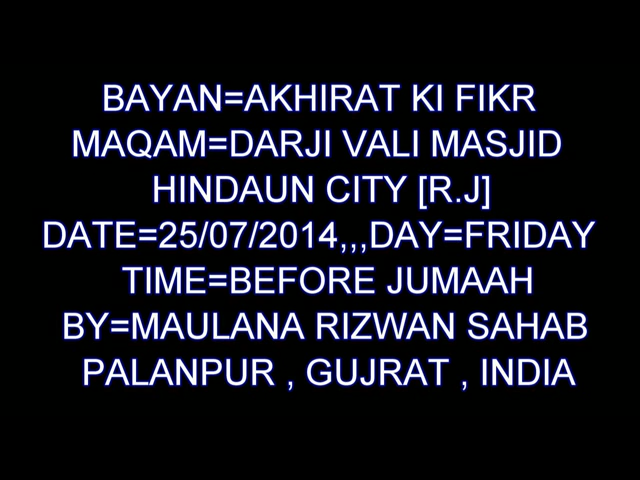 BAYAN=AKHIRAT KI FIKR
MAQAM=DARJI VALI MASJID
HINDAUN CITY [R.J]
DATE=25/07/2014,,,DAY=FRIDAY
TIME=BEFORE JUMAAH
BY=MAULANA RIZWAN SAHAB
PALANPUR , GUJRAT , INDIA